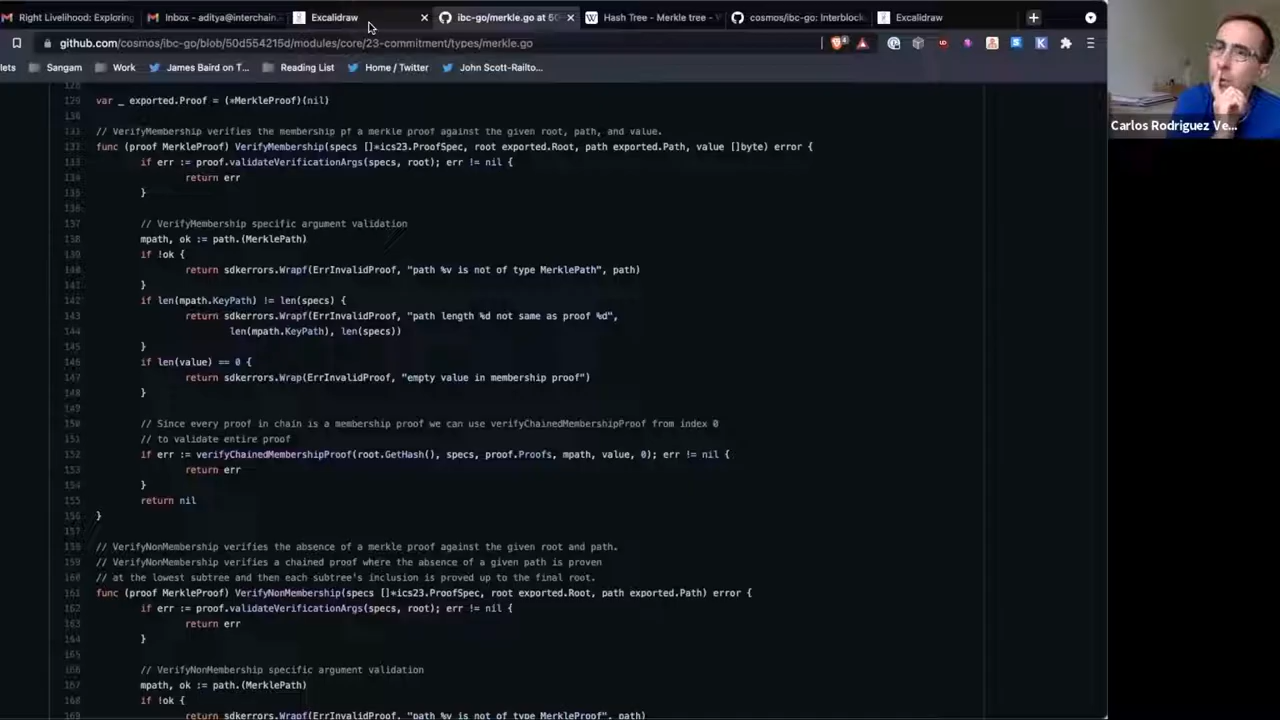 Right Livelihood: Exploring
Inbox - aditya@interchain.
Excalidraw
ibc-go/merkle.go at 50
Hash Tree - Merkle tree -
cosmos/ibc-go: Interblock
Excalidraw
github.com/cosmos/ibc-go/blob/50d554215d/modules/core/23-commitment/types/merkle.go
lets
Sangam
Work
James Baird on T...
Reading List
Home / Twitter
John Scott-Railto...
Carlos Rodriguez Ve...
128
129 var _ exported.Proof = (*MerkleProof)(nil)
130
131 // VerifyMembership verifies the membership pf a merkle proof against the given root, path, and value.
132 func (proof MerkleProof) VerifyMembership(specs []*ics23.ProofSpec, root exported.Root, path exported.Path, value []byte) error {
133 if err := proof.validateVerificationArgs(specs, root); err != nil {
134 return err
135 }
136
137 // VerifyMembership specific argument validation
138 mpath, ok := path.(MerklePath)
139 if !ok {
140 return sdkerrors.Wrapf(ErrInvalidProof, "path %v is not of type MerklePath", path)
141 }
142 if len(mpath.KeyPath) != len(specs) {
143 return sdkerrors.Wrapf(ErrInvalidProof, "path length %d not same as proof %d",
144 len(mpath.KeyPath), len(specs))
145 }
146 if len(value) == 0 {
147 return sdkerrors.Wrap(ErrInvalidProof, "empty value in membership proof")
148 }
149
150 // Since every proof in chain is a membership proof we can use verifyChainedMembershipProof from index 0
151 // to validate entire proof
152 if err := verifyChainedMembershipProof(root.GetHash(), specs, proof.Proofs, mpath, value, 0); err != nil {
153 return err
154 }
155 return nil
156 }
157
158 // VerifyNonMembership verifies the absence of a merkle proof against the given root and path.
159 // VerifyNonMembership verifies a chained proof where the absence of a given path is proven
160 // at the lowest subtree and then each subtree's inclusion is proved up to the final root.
161 func (proof MerkleProof) VerifyNonMembership(specs []*ics23.ProofSpec, root exported.Root, path exported.Path) error {
162 if err := proof.validateVerificationArgs(specs, root); err != nil {
163 return err
164 }
165
166 // VerifyNonMembership specific argument validation
167 mpath, ok := path.(MerklePath)
168 if !ok {
169 return sdkerrors.Wrapf(ErrInvalidProof, "path %v is not of type MerkleProof", path)